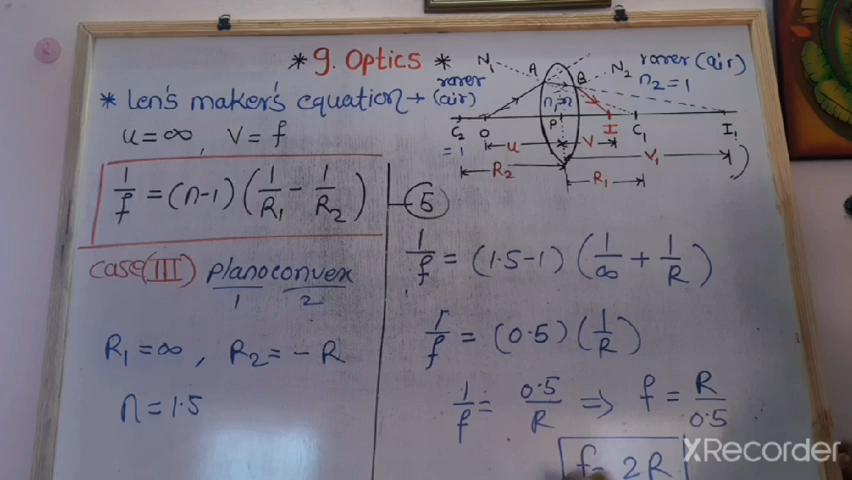 * 9. Optics *
* Len's maker's equation →
u = ∞ , V = f
1/f = (n-1) (1/R₁ - 1/R₂) — 5
case (III) planoconvex
1 2
R₁ = ∞ , R₂ = - R
n = 1.5
N₁ A B N₂ rarer (air)
rarer (air) n₂ = 1
n₁ = n
C₂ O P I C₁ I₁
= 1 u V
R₂ R₁ V₁
1/f = (1.5-1) (1/∞ + 1/R)
1/f = (0.5) (1/R)
1/f = 0.5/R ⇒ f = R/0.5
f = 2R
XRecorder